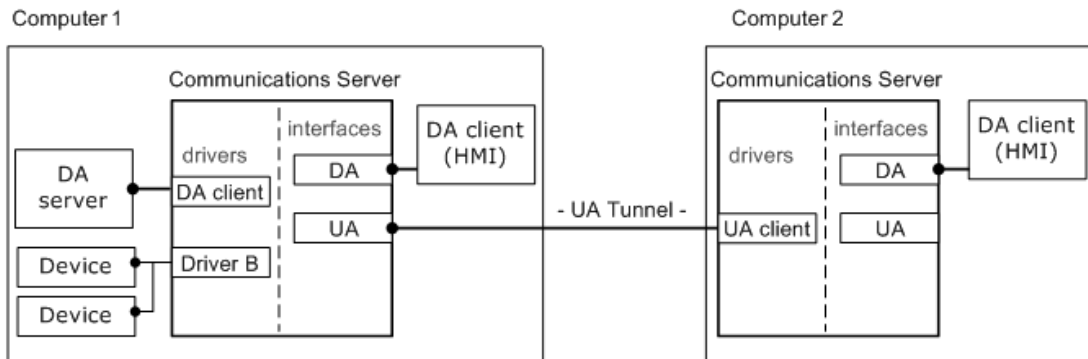 Computer 1
Computer 2
Communications Server
Communications Server
interfaces
DA client
(HMI)
interfaces
DA client
(HMI)
drivers
drivers
DA
DA
DA
server
DA client
- UA Tunnel -
UA
UA client
UA
Device
Driver B
Device